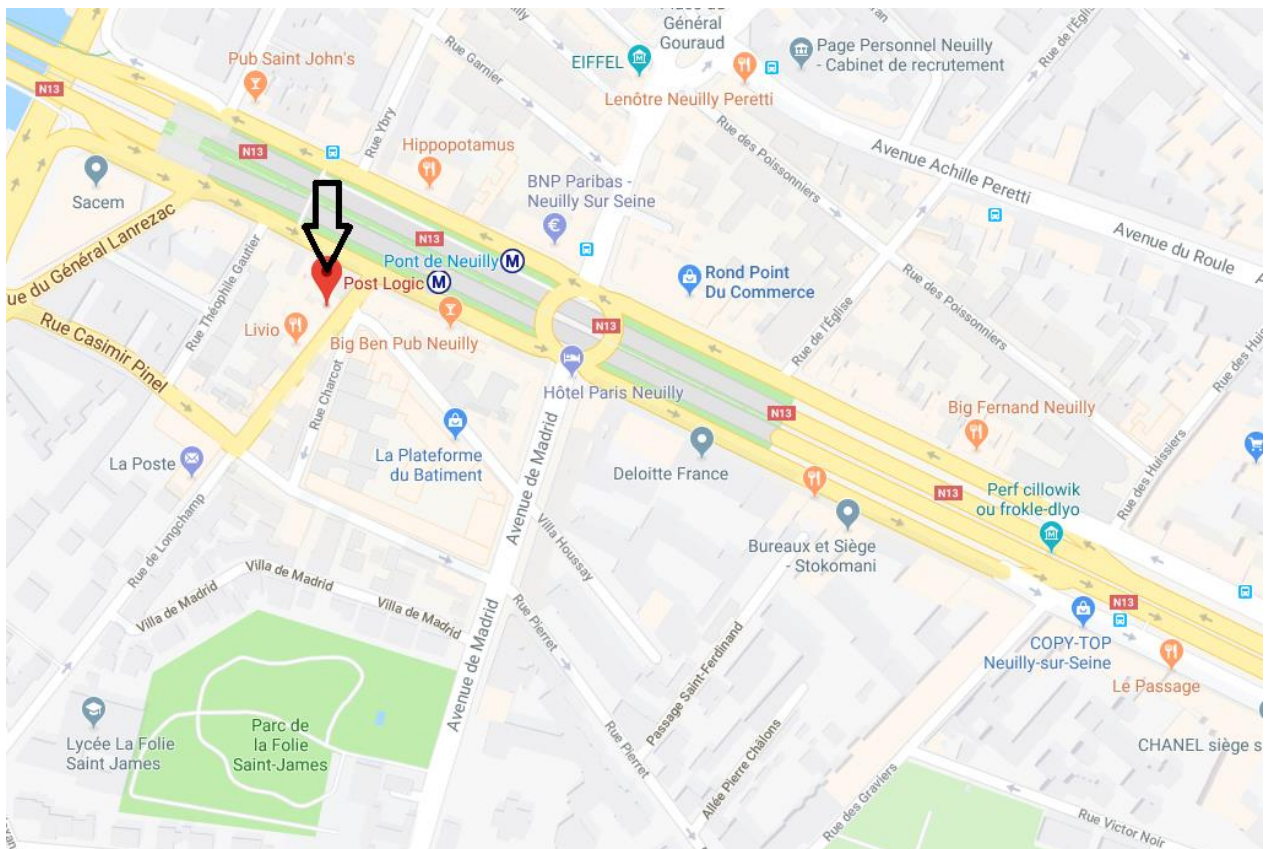 Général
Gouraud
EIFFEL
Page Personnel Neuilly
- Cabinet de recrutement
Rue de l'Église
Pub Saint John's
Rue Garnier
Lenôtre Neuilly Peretti
N13
Rue Ybry
Rue des Poissonniers
Avenue Achille Peretti
N13
Hippopotamus
BNP Paribas -
Neuilly Sur Seine
€
Sacem
ue du Général Lanrezac
Avenue du Roule
N13
Pont de Neuilly M
Post Logic M
Rue Théophile Gautier
Rond Point
Du Commerce
Rue des Poissonniers
Rue Casimir Pinel
Livio
Big Ben Pub Neuilly
N13
Rue de l'Église
Rue des Hui
Hôtel Paris Neuilly
Rue Charcot
N13
Big Fernand Neuilly
La Poste
La Plateforme
du Batiment
Avenue de Madrid
Deloitte France
Rue des Huissiers
N13
Perf cillowik
ou frokle-dlyo
Rue de Longchamp
Villa Houssay
Bureaux et Siège
- Stokomani
Villa de Madrid
Villa de Madrid
Villa de Madrid
Rue Pierret
N13
COPY-TOP
Neuilly-sur-Seine
Le Passage
Avenue de Madrid
Passage Saint-Ferdinand
Parc de
la Folie
Saint-James
Lycée La Folie
Saint James
Rue Pierret
Allée Pierre Châlons
CHANEL siège s
Rue des Graviers
Rue Victor Noir